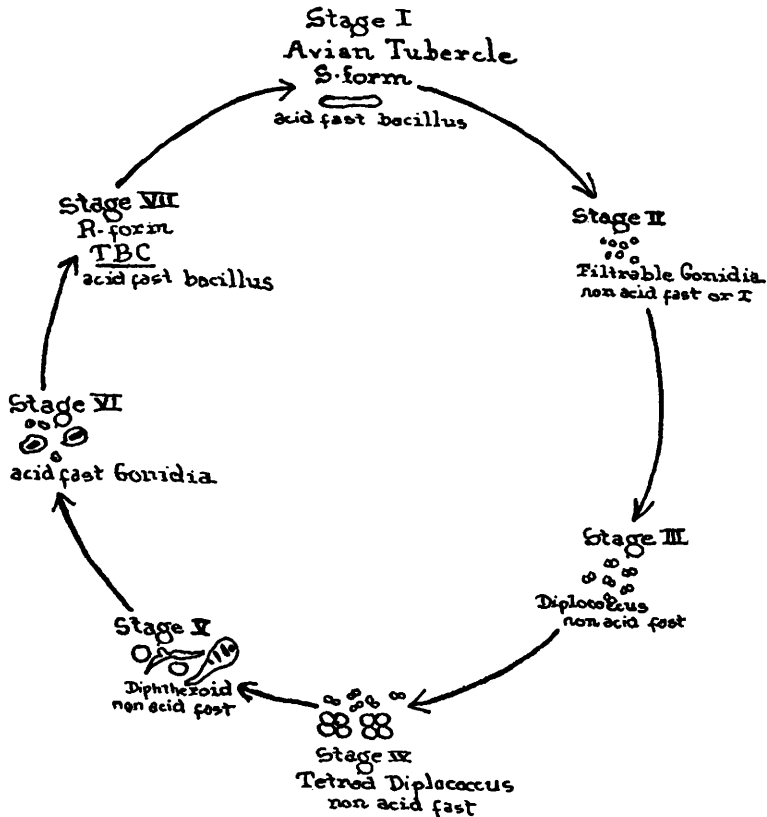 Stage I
Avian Tubercle
S-form
acid fast bacillus
Stage II
Filtrable Gonidia
non acid fast or I
Stage III
Diplococcus
non acid fast
Stage IV
Tetrad Diplococcus
non acid fast
Stage V
Diphtheroid
non acid fast
Stage VI
acid fast Gonidia
Stage VII
R-form
TBC
acid fast bacillus